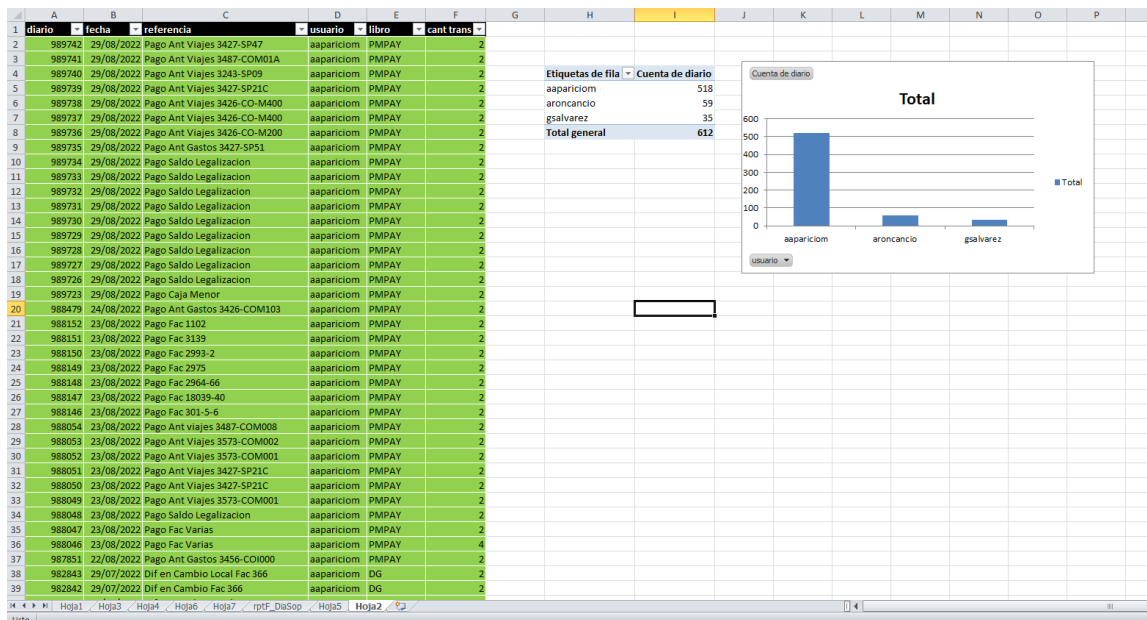 A B C D E F G H I J K L M N O P
1 diario fecha referencia usuario libro cant trans
2 989742 29/08/2022 Pago Ant Viajes 3427-SP47 aapariciom PMPAY 2
3 989741 29/08/2022 Pago Ant Viajes 3487-COM01A aapariciom PMPAY 2
4 989740 29/08/2022 Pago Ant Viajes 3243-SP09 aapariciom PMPAY 2 Etiquetas de fila Cuenta de diario
5 989739 29/08/2022 Pago Ant Viajes 3427-SP21C aapariciom PMPAY 2 aapariciom 518
6 989738 29/08/2022 Pago Ant Viajes 3426-CO-M400 aapariciom PMPAY 2 aroncancio 59
7 989737 29/08/2022 Pago Ant Viajes 3426-CO-M400 aapariciom PMPAY 2 gsalvarez 35
8 989736 29/08/2022 Pago Ant Viajes 3426-CO-M200 aapariciom PMPAY 2 Total general 612
9 989735 29/08/2022 Pago Ant Gastos 3427-SP51 aapariciom PMPAY 2
10 989734 29/08/2022 Pago Saldo Legalizacion aapariciom PMPAY 2
11 989733 29/08/2022 Pago Saldo Legalizacion aapariciom PMPAY 2
12 989732 29/08/2022 Pago Saldo Legalizacion aapariciom PMPAY 2
13 989731 29/08/2022 Pago Saldo Legalizacion aapariciom PMPAY 2
14 989730 29/08/2022 Pago Saldo Legalizacion aapariciom PMPAY 2
15 989729 29/08/2022 Pago Saldo Legalizacion aapariciom PMPAY 2
16 989728 29/08/2022 Pago Saldo Legalizacion aapariciom PMPAY 2
17 989727 29/08/2022 Pago Saldo Legalizacion aapariciom PMPAY 2
18 989726 29/08/2022 Pago Saldo Legalizacion aapariciom PMPAY 2
19 989723 29/08/2022 Pago Caja Menor aapariciom PMPAY 2
20 988479 24/08/2022 Pago Ant Gastos 3426-COM103 aapariciom PMPAY 2
21 988152 23/08/2022 Pago Fac 1102 aapariciom PMPAY 2
22 988151 23/08/2022 Pago Fac 3139 aapariciom PMPAY 2
23 988150 23/08/2022 Pago Fac 2993-2 aapariciom PMPAY 2
24 988149 23/08/2022 Pago Fac 2975 aapariciom PMPAY 2
25 988148 23/08/2022 Pago Fac 2964-66 aapariciom PMPAY 2
26 988147 23/08/2022 Pago Fac 18039-40 aapariciom PMPAY 2
27 988146 23/08/2022 Pago Fac 301-5-6 aapariciom PMPAY 2
28 988054 23/08/2022 Pago Ant viajes 3487-COM008 aapariciom PMPAY 2
29 988053 23/08/2022 Pago Ant Viajes 3573-COM002 aapariciom PMPAY 2
30 988052 23/08/2022 Pago Ant Viajes 3573-COM001 aapariciom PMPAY 2
31 988051 23/08/2022 Pago Ant Viajes 3427-SP21C aapariciom PMPAY 2
32 988050 23/08/2022 Pago Ant Viajes 3427-SP21C aapariciom PMPAY 2
33 988049 23/08/2022 Pago Ant Viajes 3573-COM001 aapariciom PMPAY 2
34 988048 23/08/2022 Pago Saldo Legalizacion aapariciom PMPAY 2
35 988047 23/08/2022 Pago Fac Varias aapariciom PMPAY 2
36 988046 23/08/2022 Pago Fac Varias aapariciom PMPAY 4
37 987851 22/08/2022 Pago Ant Gastos 3456-COI000 aapariciom PMPAY 2
38 982843 29/07/2022 Dif en Cambio Local Fac 366 aapariciom DG 2
39 982842 29/07/2022 Dif en Cambio Fac 366 aapariciom DG 2
Cuenta de diario
Total
600
500
400
300
200
100
0
aapariciom aroncancio gsalvarez
Total
usuario
Hoja1 Hoja3 Hoja4 Hoja6 Hoja7 rptF_DiaSop Hoja5 Hoja2